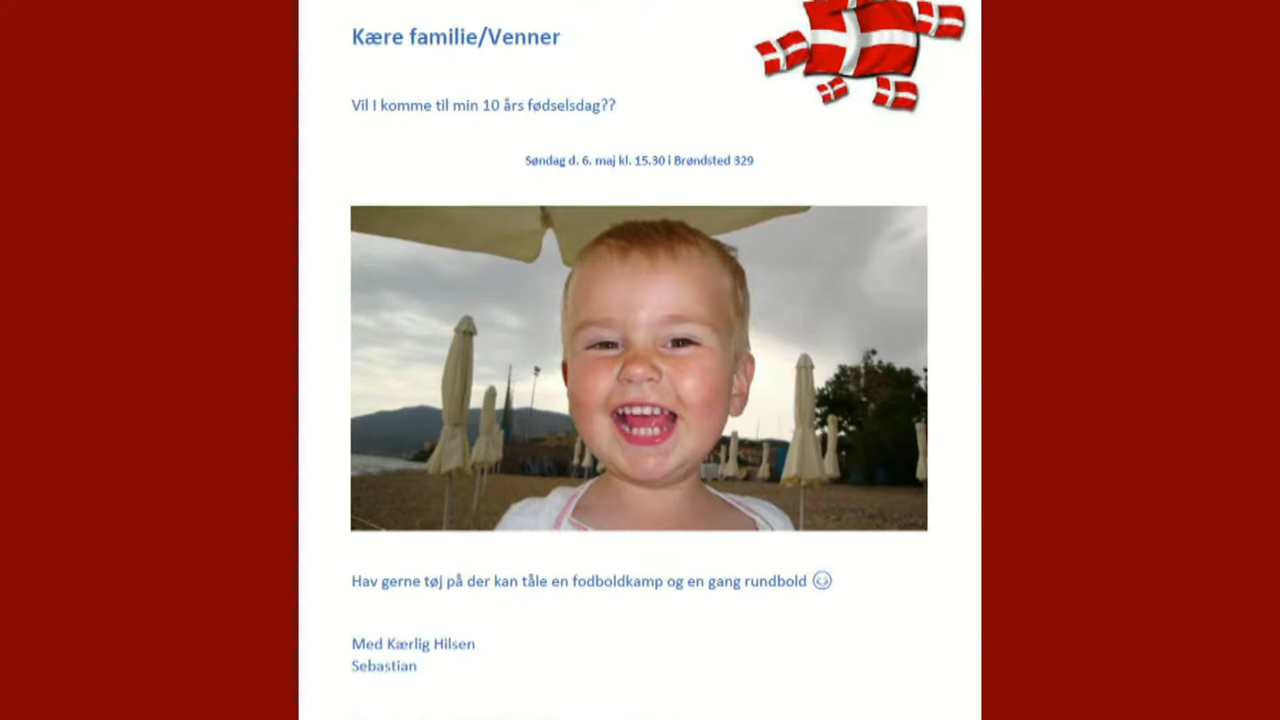 Kære familie/Venner
Vil I komme til min 10 års fødselsdag??
Søndag d. 6. maj kl. 15.30 i Brøndsted 329
Hav gerne tøj på der kan tåle en fodboldkamp og en gang rundbold ☺
Med Kærlig Hilsen
Sebastian